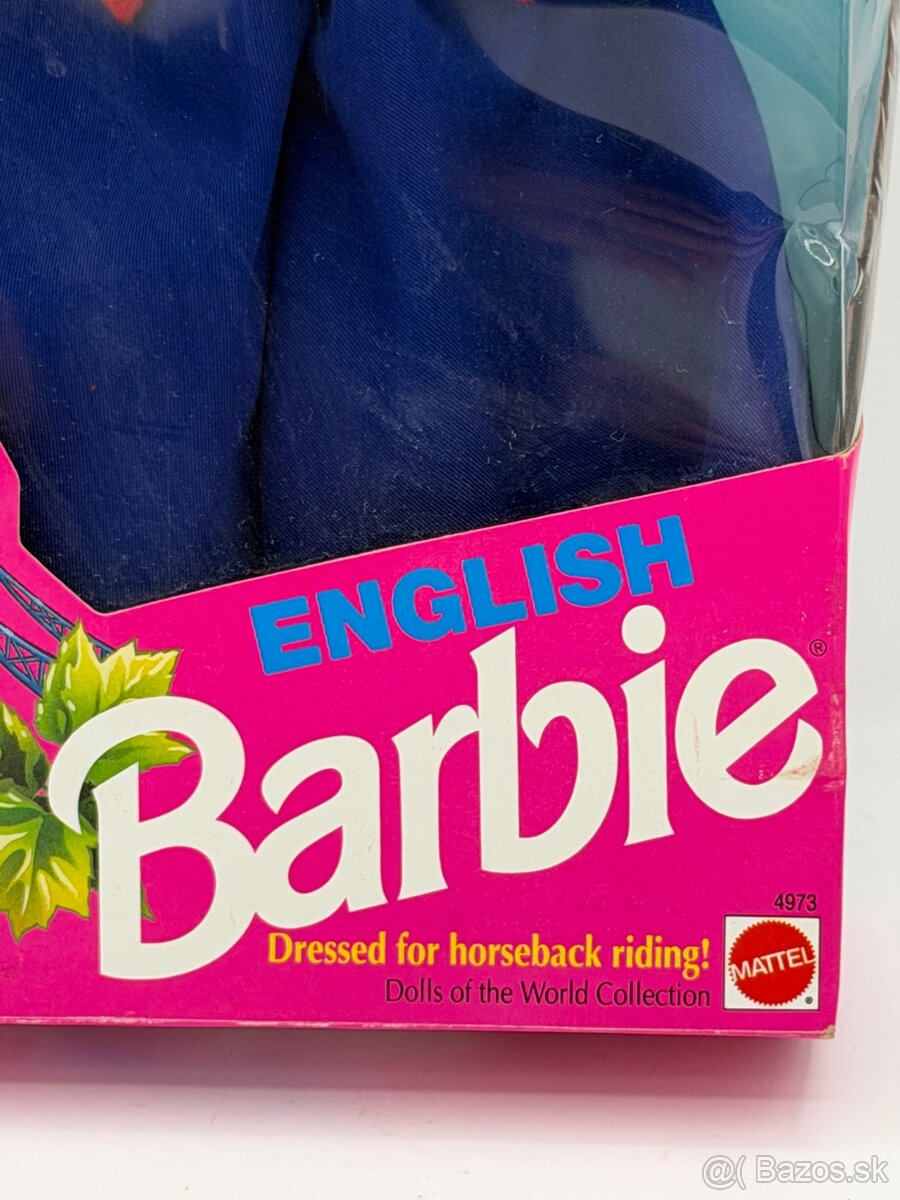 ENGLISH
Barbie®
4973
Dressed for horseback riding!
MATTEL
®
Dolls of the World Collection
@( Bazos.sk